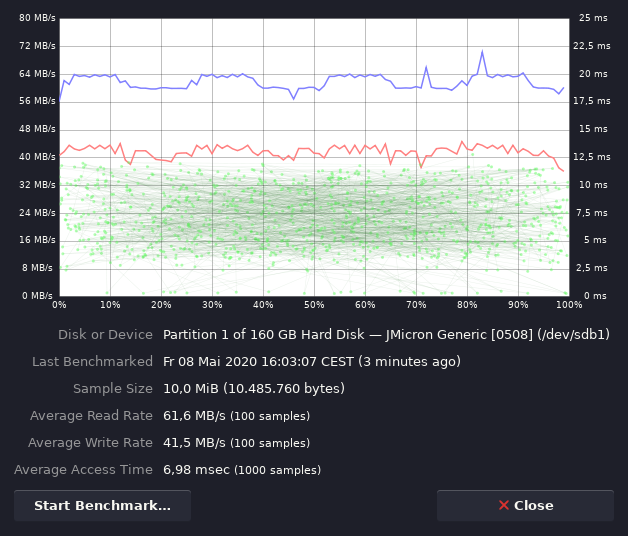 80 MB/s 25 ms
72 MB/s 22,5 ms
64 MB/s 20 ms
56 MB/s 17,5 ms
48 MB/s 15 ms
40 MB/s 12,5 ms
32 MB/s 10 ms
24 MB/s 7,5 ms
16 MB/s 5 ms
8 MB/s 2,5 ms
0 MB/s 0 ms
0% 10% 20% 30% 40% 50% 60% 70% 80% 90% 100%
Disk or Device Partition 1 of 160 GB Hard Disk — JMicron Generic [0508] (/dev/sdb1)
Last Benchmarked Fr 08 Mai 2020 16:03:07 CEST (3 minutes ago)
Sample Size 10,0 MiB (10.485.760 bytes)
Average Read Rate 61,6 MB/s (100 samples)
Average Write Rate 41,5 MB/s (100 samples)
Average Access Time 6,98 msec (1000 samples)
Start Benchmark... Close